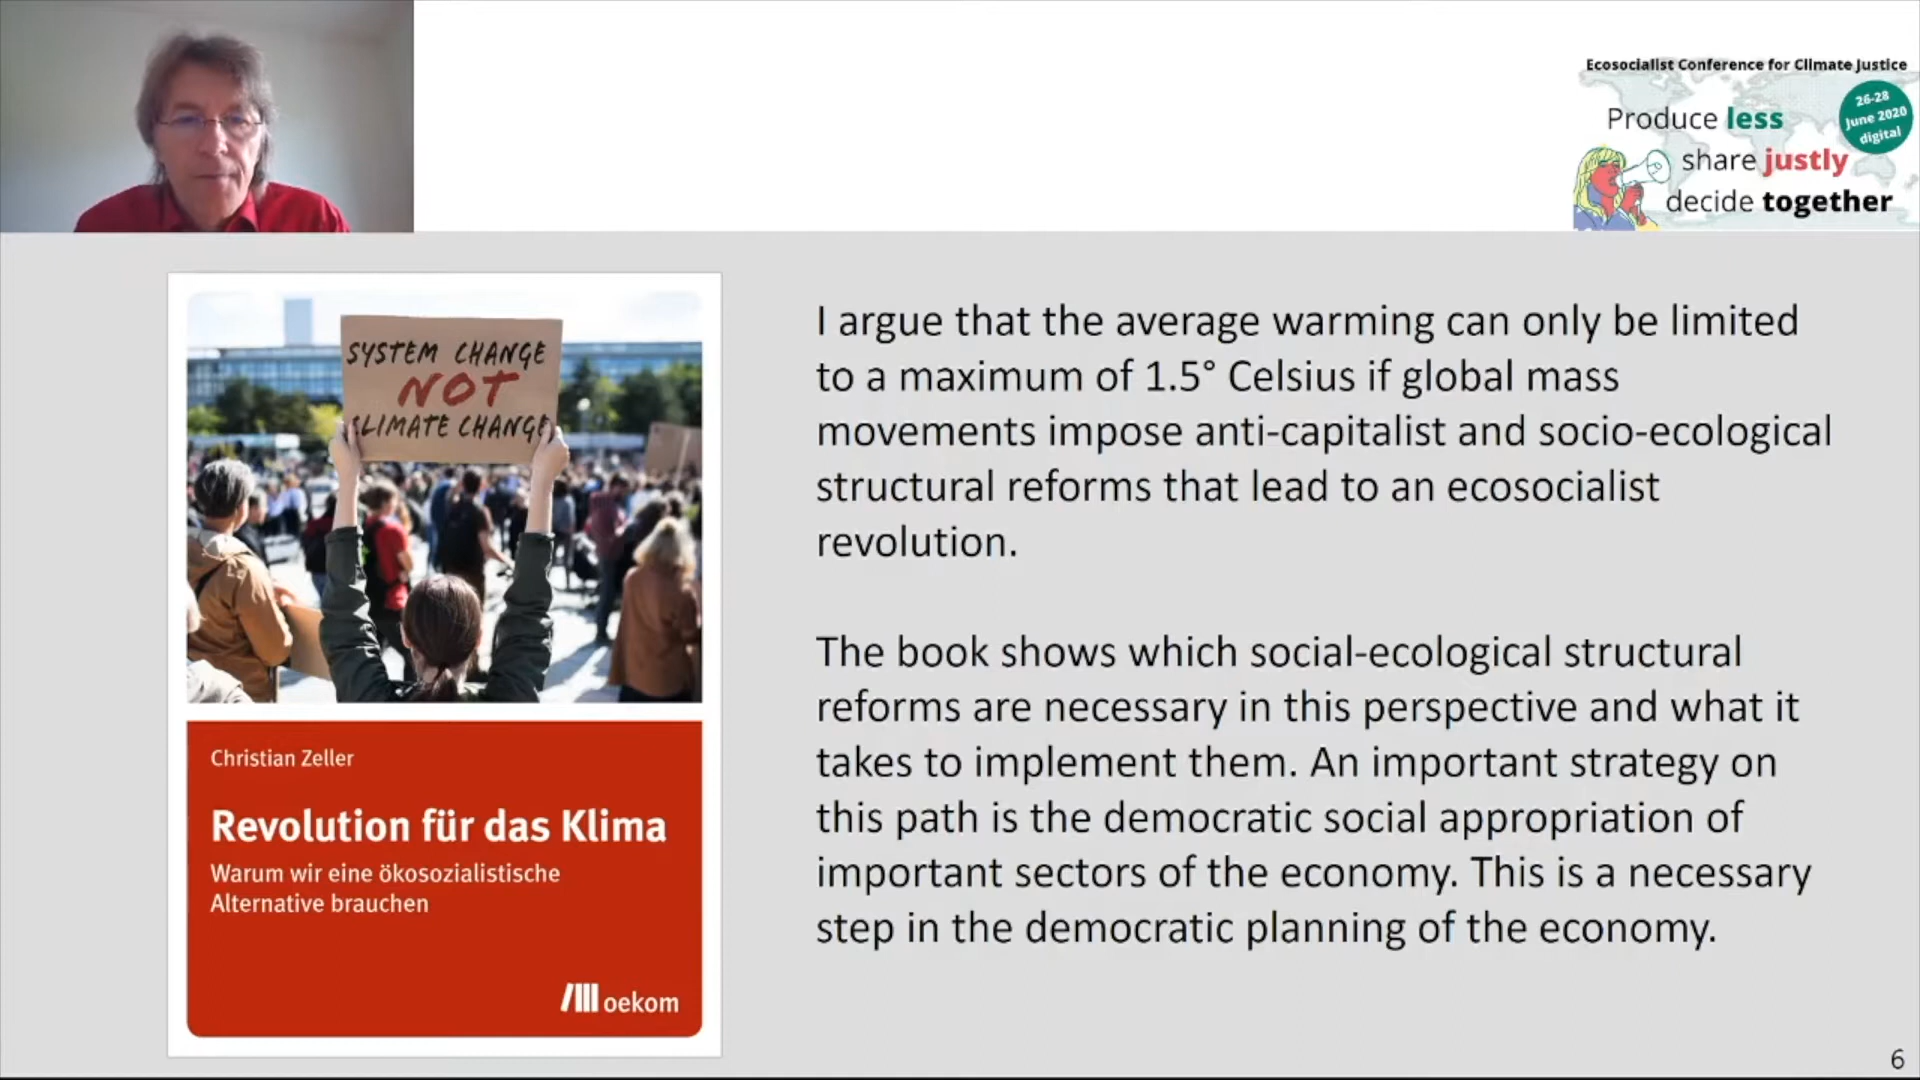 Ecosocialist Conference for Climate Justice
26-28
June 2020
digital
Produce less
share justly
decide together
SYSTEM CHANGE
NOT
CLIMATE CHANGE
Christian Zeller
Revolution für das Klima
Warum wir eine ökosozialistische
Alternative brauchen
oekom
I argue that the average warming can only be limited
to a maximum of 1.5° Celsius if global mass
movements impose anti-capitalist and socio-ecological
structural reforms that lead to an ecosocialist
revolution.
The book shows which social-ecological structural
reforms are necessary in this perspective and what it
takes to implement them. An important strategy on
this path is the democratic social appropriation of
important sectors of the economy. This is a necessary
step in the democratic planning of the economy.
6